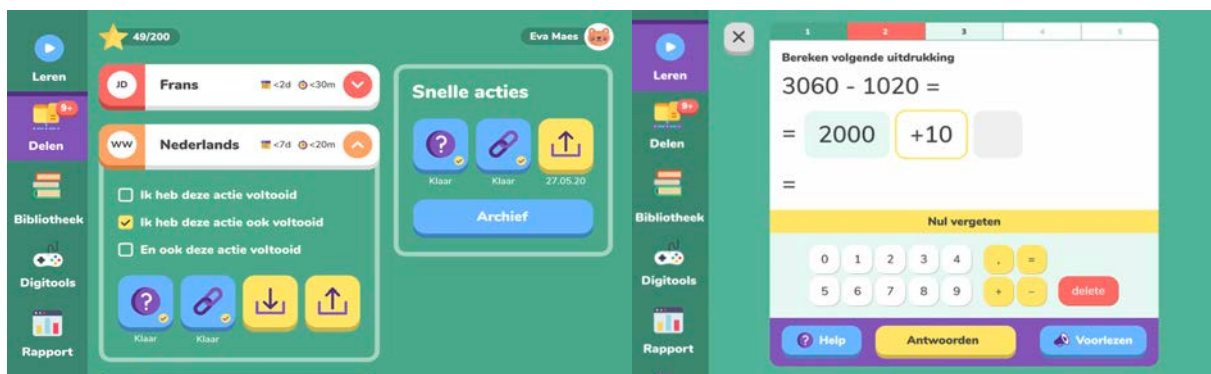 49/200
Eva Maes
Leren
9+
Delen
Bibliotheek
Digitools
Rapport
JD Frans <2d <30m
WW Nederlands <7d <20m
Ik heb deze actie voltooid
Ik heb deze actie ook voltooid
En ook deze actie voltooid
?
Klaar Klaar
Snelle acties
?
Klaar Klaar 27.05.20
Archief
Leren
9+
Delen
Bibliotheek
Digitools
Rapport
1 2 3 4 5
Bereken volgende uitdrukking
3060 - 1020 =
= 2000 +10
=
Nul vergeten
0 1 2 3 4 , =
5 6 7 8 9 + - delete
? Help Antwoorden Voorlezen